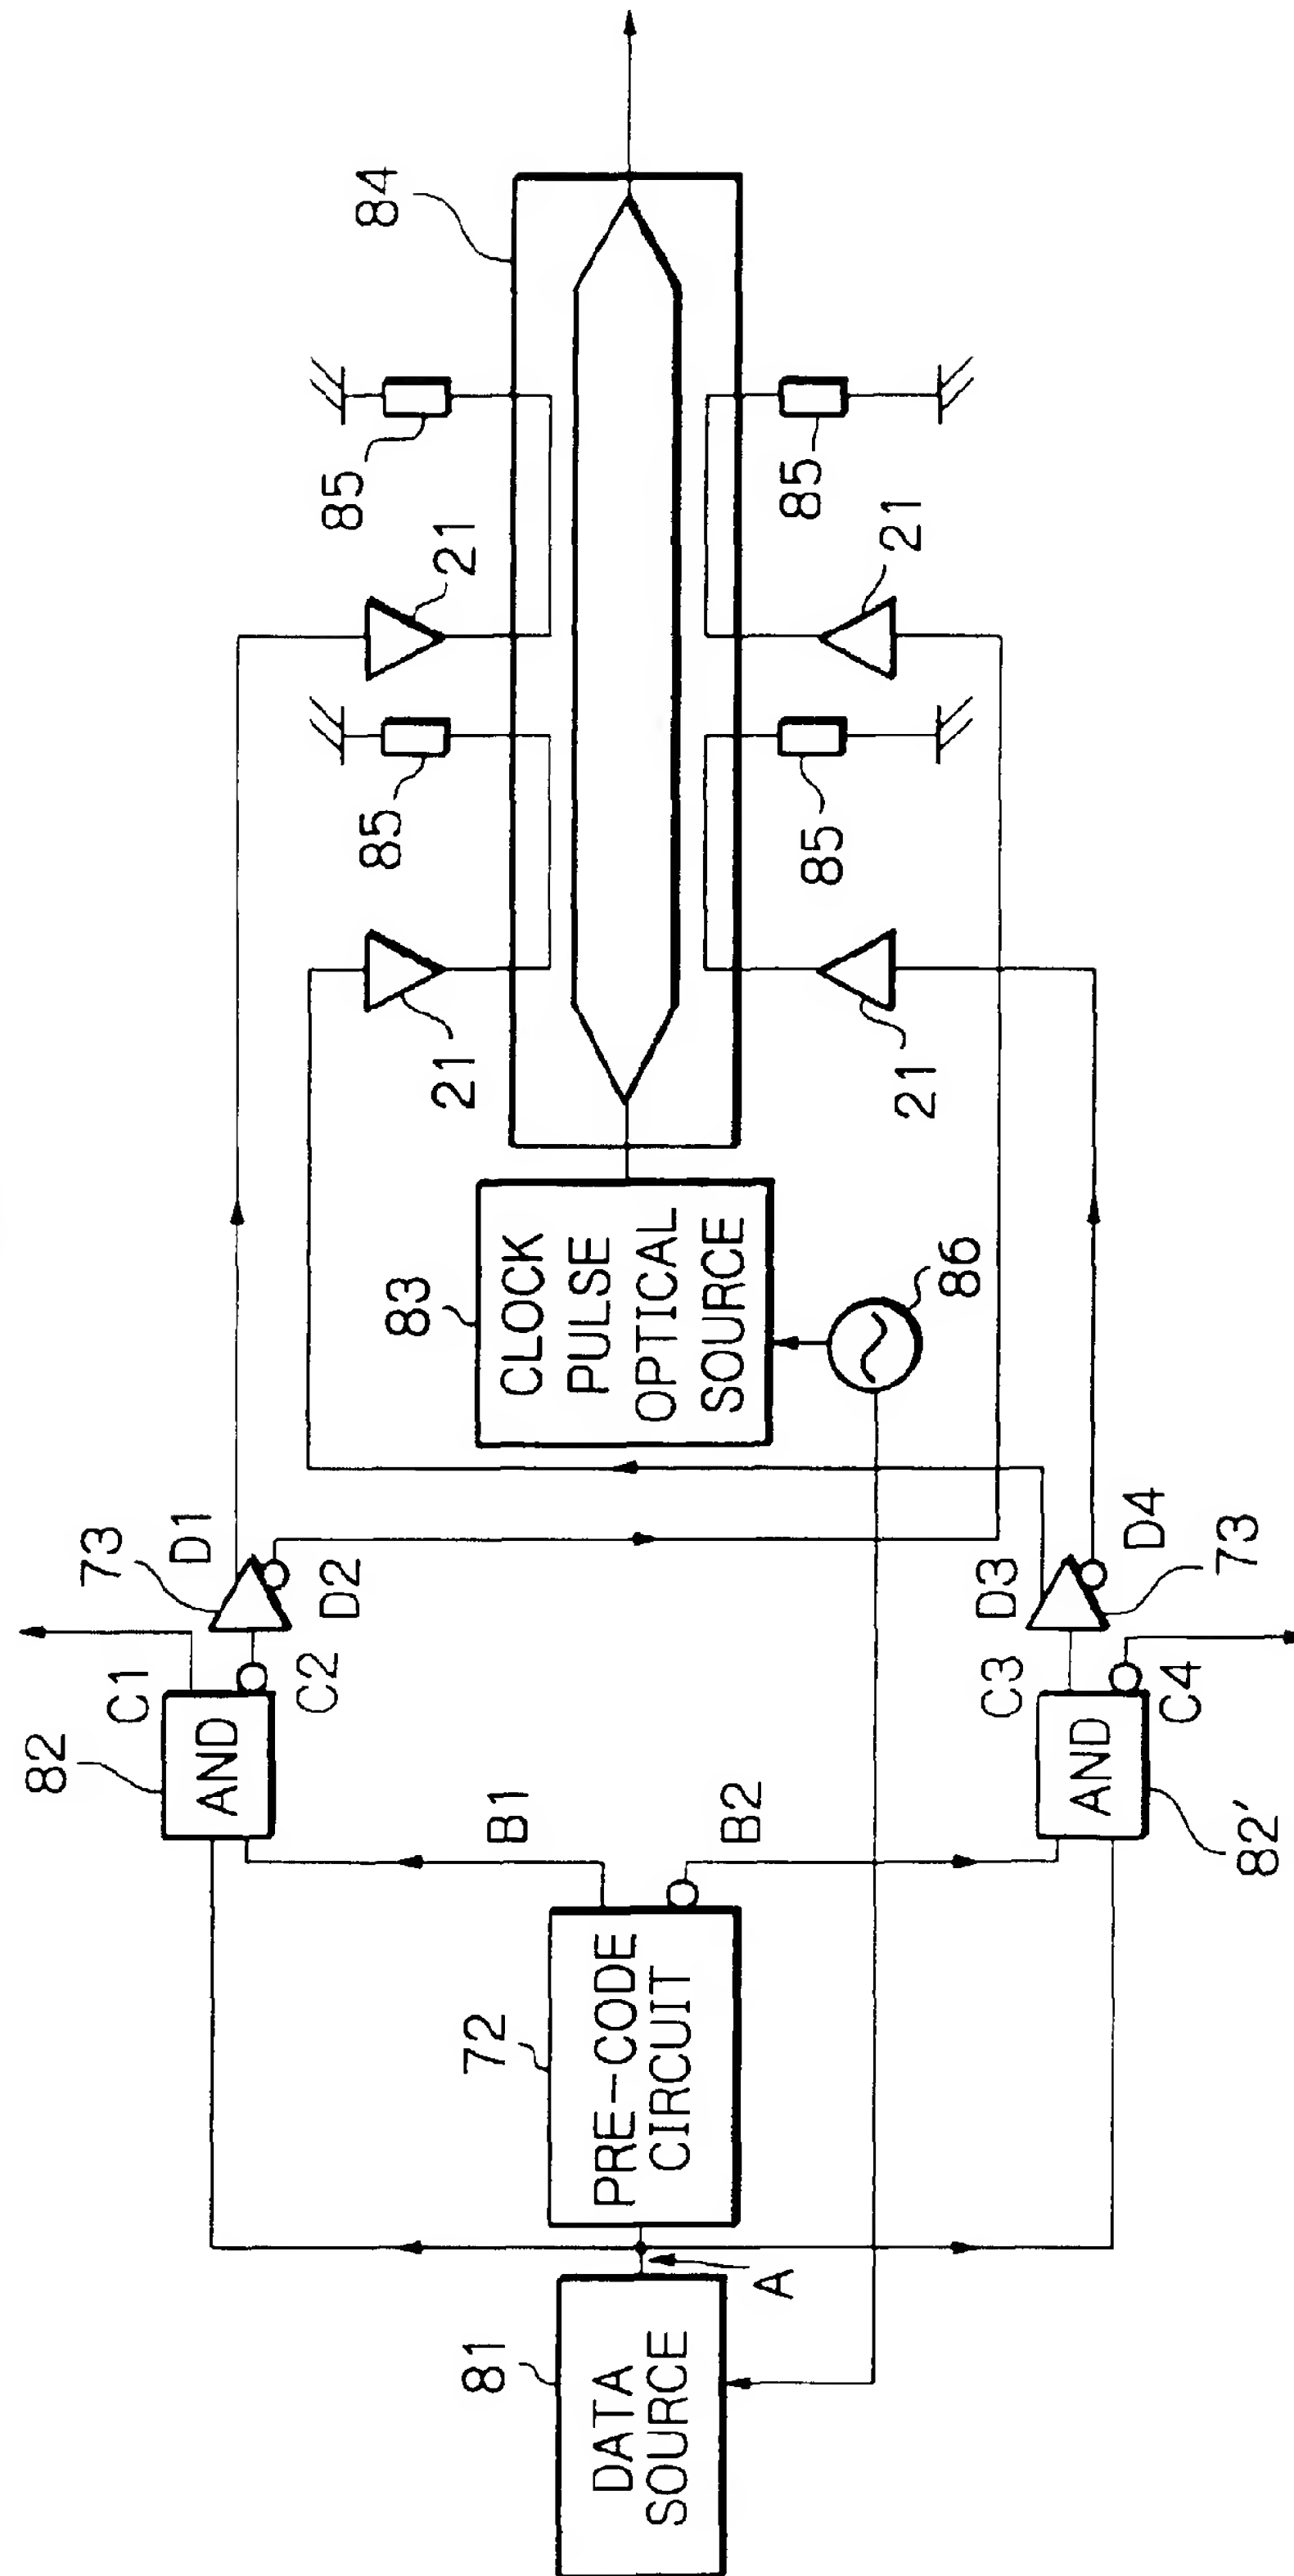 81
DATA
SOURCE
A
72
PRE-CODE
CIRCUIT
B1
B2
82
AND
C1
C2
82'
AND
C3
C4
73
D1
D2
73
D3
D4
83
CLOCK
PULSE
OPTICAL
SOURCE
86
84
21
85
21
85
21
85
21
85